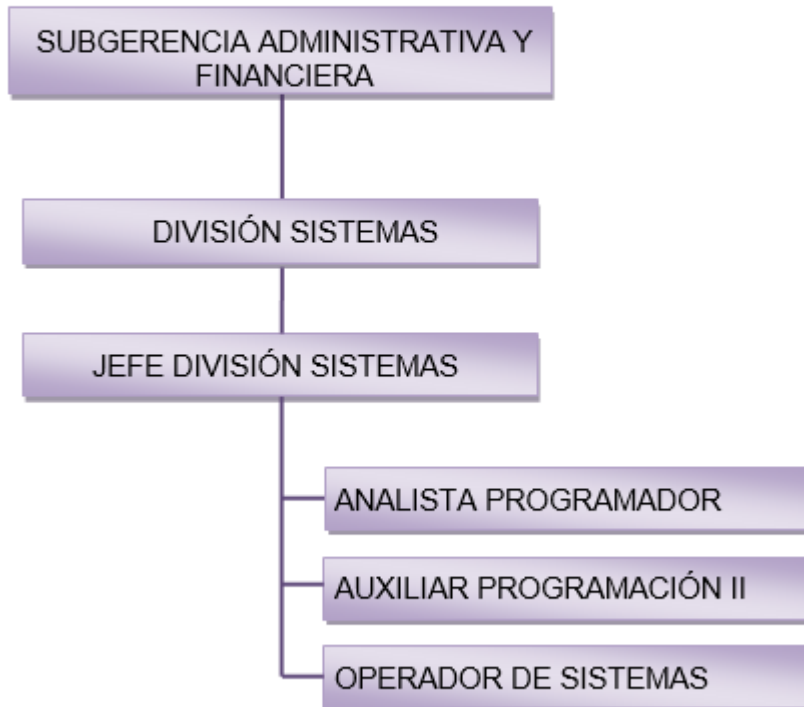 SUBGERENCIA ADMINISTRATIVA Y
FINANCIERA
DIVISIÓN SISTEMAS
JEFE DIVISIÓN SISTEMAS
ANALISTA PROGRAMADOR
AUXILIAR PROGRAMACIÓN II
OPERADOR DE SISTEMAS